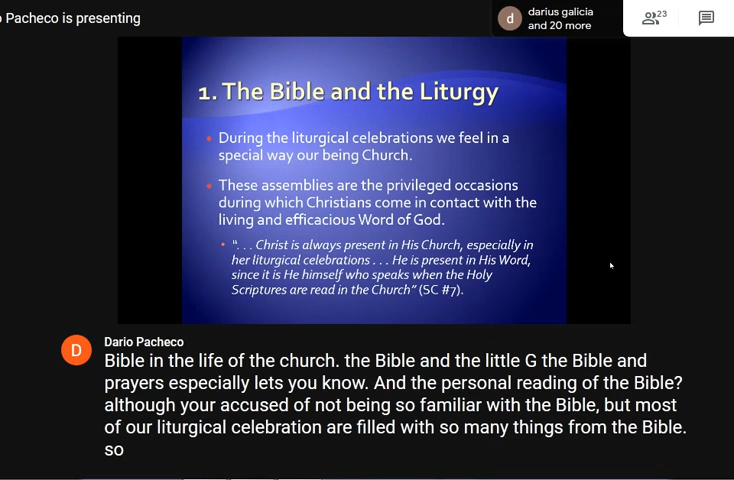 o Pacheco is presenting
d
darius galicia
and 20 more
23
1. The Bible and the Liturgy
During the liturgical celebrations we feel in a
special way our being Church.
These assemblies are the privileged occasions
during which Christians come in contact with the
living and efficacious Word of God.
“. . . Christ is always present in His Church, especially in
her liturgical celebrations . . . He is present in His Word,
since it is He himself who speaks when the Holy
Scriptures are read in the Church” (SC #7).
D
Dario Pacheco
Bible in the life of the church. the Bible and the little G the Bible and
prayers especially lets you know. And the personal reading of the Bible?
although your accused of not being so familiar with the Bible, but most
of our liturgical celebration are filled with so many things from the Bible.
so